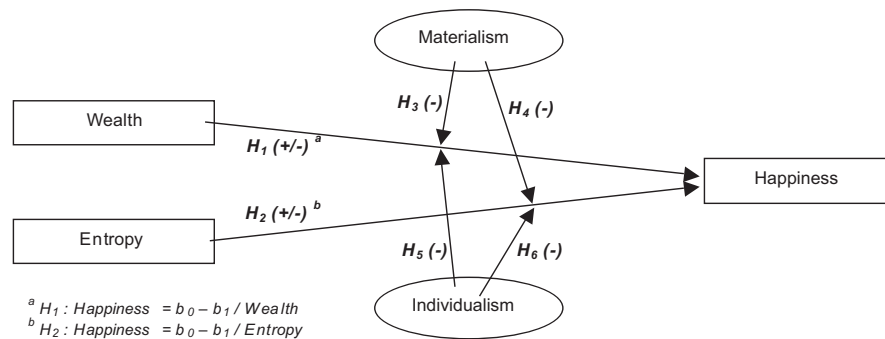 Materialism
H3 (-)
H4 (-)
Wealth
H1 (+/-) a
Happiness
H2 (+/-) b
Entropy
H5 (-)
H6 (-)
Individualism
a H1 : Happiness = b0 – b1 / Wealth
b H2 : Happiness = b0 – b1 / Entropy